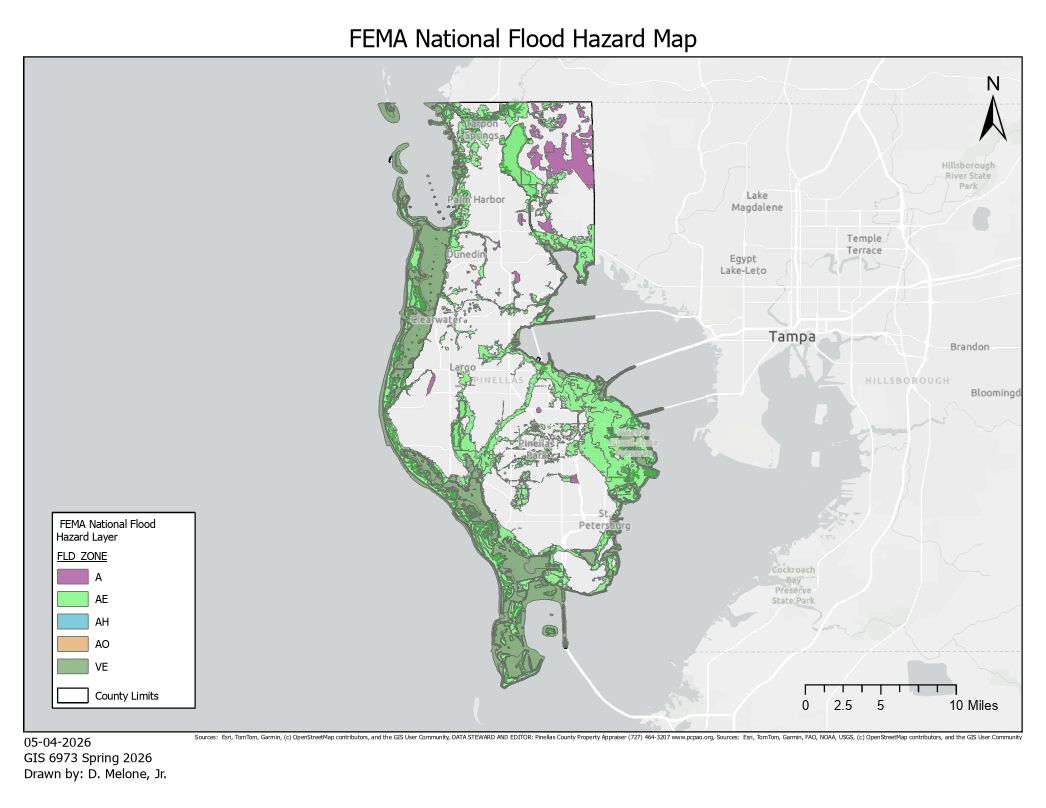 FEMA National Flood Hazard Map
N
Tarpon
Springs
Hillsborough
River State
Park
Lake
Magdalene
Palm Harbor
Temple
Terrace
Dunedin
Egypt
Lake-Leto
Clearwater
Tampa
Brandon
Largo
PINELLAS
HILLSBOROUGH
Bloomingd
Pinellas
Park
St.
Petersburg
FEMA National Flood
Hazard Layer
FLD_ZONE
A
AE
AH
AO
VE
County Limits
Cockroach
Bay
Preserve
State Park
0 2.5 5 10 Miles
Sources: Esri, TomTom, Garmin, (c) OpenStreetMap contributors, and the GIS User Community, DATA STEWARD AND EDITOR: Pinellas County Property Appraiser (727) 464-3207 www.pcpao.org, Sources: Esri, TomTom, Garmin, FAO, NOAA, USGS, (c) OpenStreetMap contributors, and the GIS User Community
05-04-2026
GIS 6973 Spring 2026
Drawn by: D. Melone, Jr.